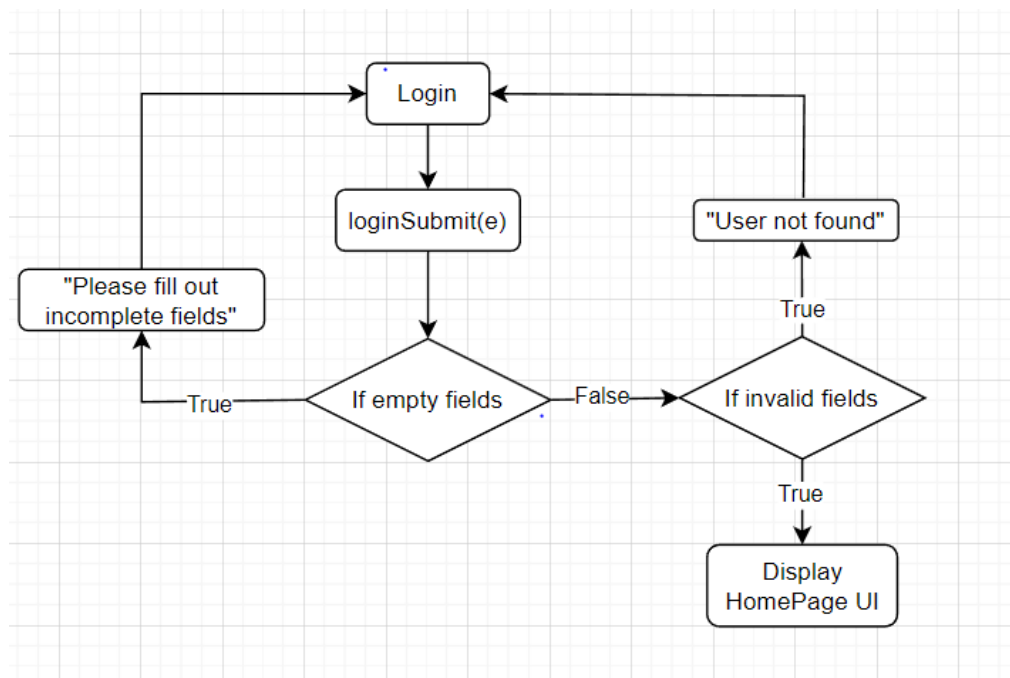 Login
loginSubmit(e)
"User not found"
"Please fill out
incomplete fields"
True
If empty fields
True
False
If invalid fields
True
Display
HomePage UI